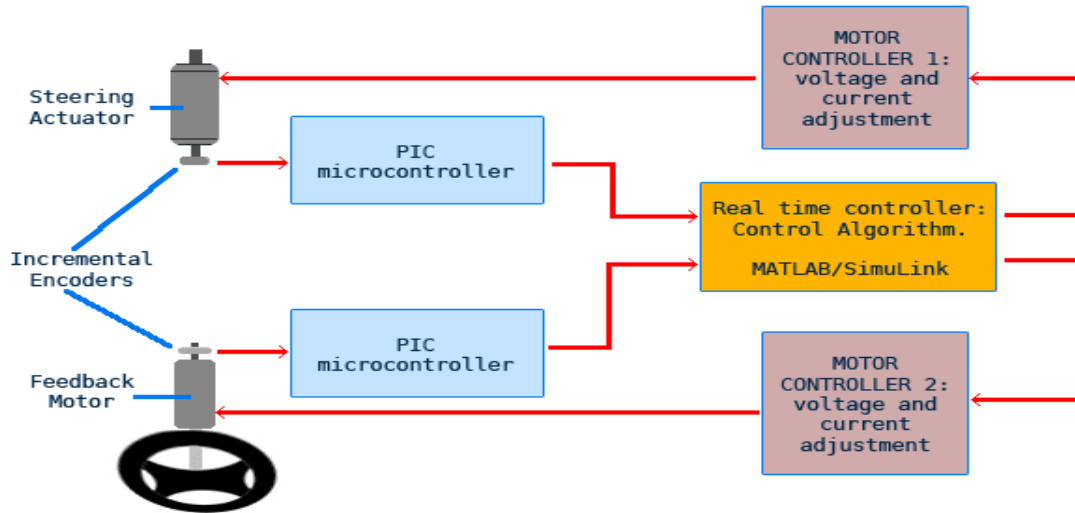 MOTOR
CONTROLLER 1:
voltage and
current
adjustment
Steering
Actuator
PIC
microcontroller
Real time controller:
Control Algorithm.
MATLAB/SimuLink
Incremental
Encoders
PIC
microcontroller
MOTOR
CONTROLLER 2:
voltage and
current
adjustment
Feedback
Motor